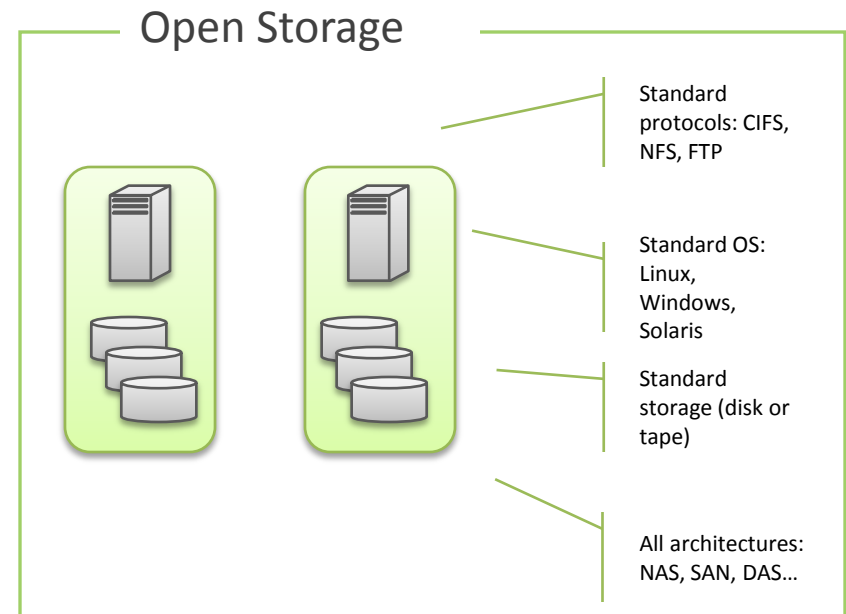 Open Storage
Standard
protocols: CIFS,
NFS, FTP
Standard OS:
Linux,
Windows,
Solaris
Standard
storage (disk or
tape)
All architectures:
NAS, SAN, DAS…